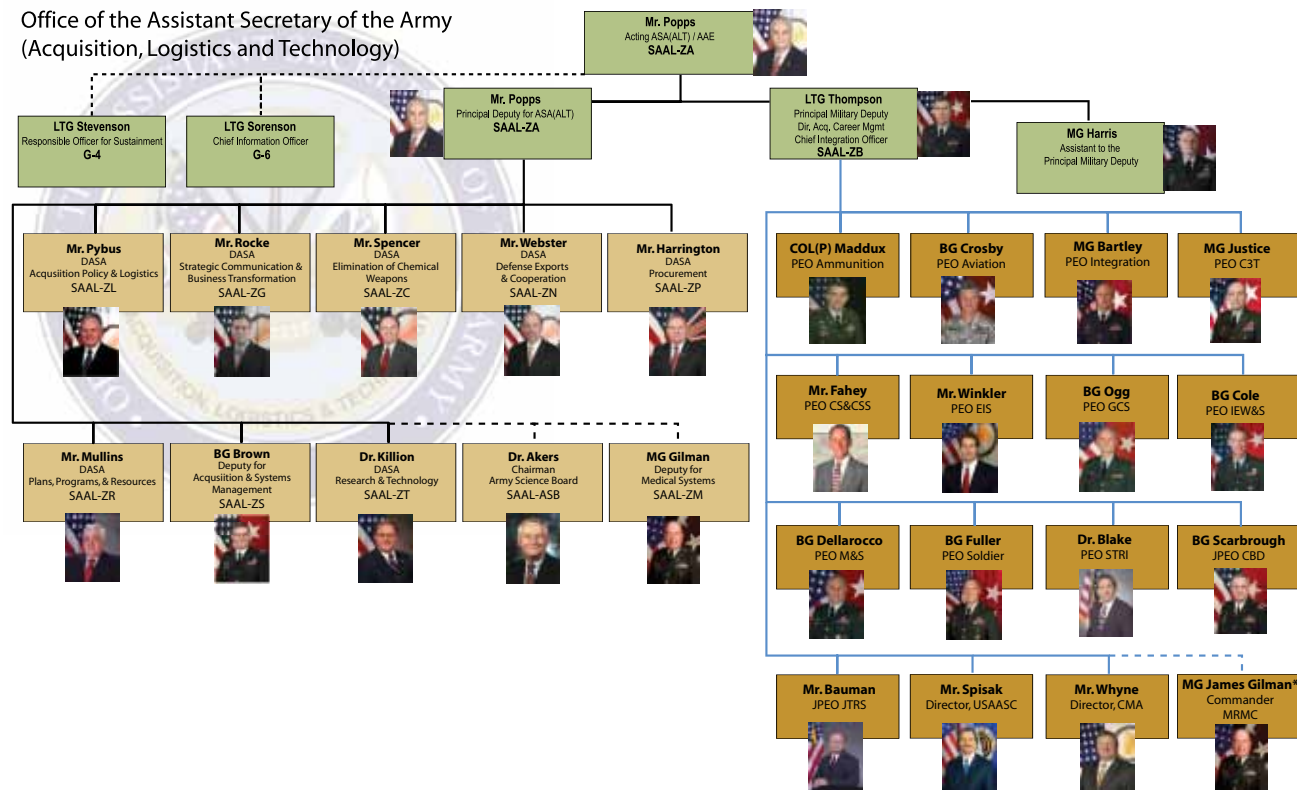 Office of the Assistant Secretary of the Army
(Acquisition, Logistics and Technology)
Mr. Popps
Acting ASA(ALT) / AAE
SAAL-ZA
LTG Stevenson
Responsible Officer for Sustainment
G-4
LTG Sorenson
Chief Information Officer
G-6
Mr. Popps
Principal Deputy for ASA(ALT)
SAAL-ZA
LTG Thompson
Principal Military Deputy
Dir, Acq, Career Mgmt
Chief Integration Officer
SAAL-ZB
MG Harris
Assistant to the
Principal Military Deputy
Mr. Pybus
DASA
Acqusiition Policy & Logistics
SAAL-ZL
Mr. Rocke
DASA
Strategic Communication &
Business Transformation
SAAL-ZG
Mr. Spencer
DASA
Elimination of Chemical
Weapons
SAAL-ZC
Mr. Webster
DASA
Defense Exports
& Cooperation
SAAL-ZN
Mr. Harrington
DASA
Procurement
SAAL-ZP
Mr. Mullins
DASA
Plans, Programs, & Resources
SAAL-ZR
BG Brown
Deputy for
Acqusiition & Systems
Management
SAAL-ZS
Dr. Killion
DASA
Research & Technology
SAAL-ZT
Dr. Akers
Chairman
Army Science Board
SAAL-ASB
MG Gilman
Deputy for
Medical Systems
SAAL-ZM
COL(P) Maddux
PEO Ammunition
BG Crosby
PEO Aviation
MG Bartley
PEO Integration
MG Justice
PEO C3T
Mr. Fahey
PEO CS&CSS
Mr. Winkler
PEO EIS
BG Ogg
PEO GCS
BG Cole
PEO IEW&S
BG Dellarocco
PEO M&S
BG Fuller
PEO Soldier
Dr. Blake
PEO STRI
BG Scarbrough
JPEO CBD
Mr. Bauman
JPEO JTRS
Mr. Spisak
Director, USAASC
Mr. Whyne
Director, CMA
MG James Gilman*
Commander
MRMC